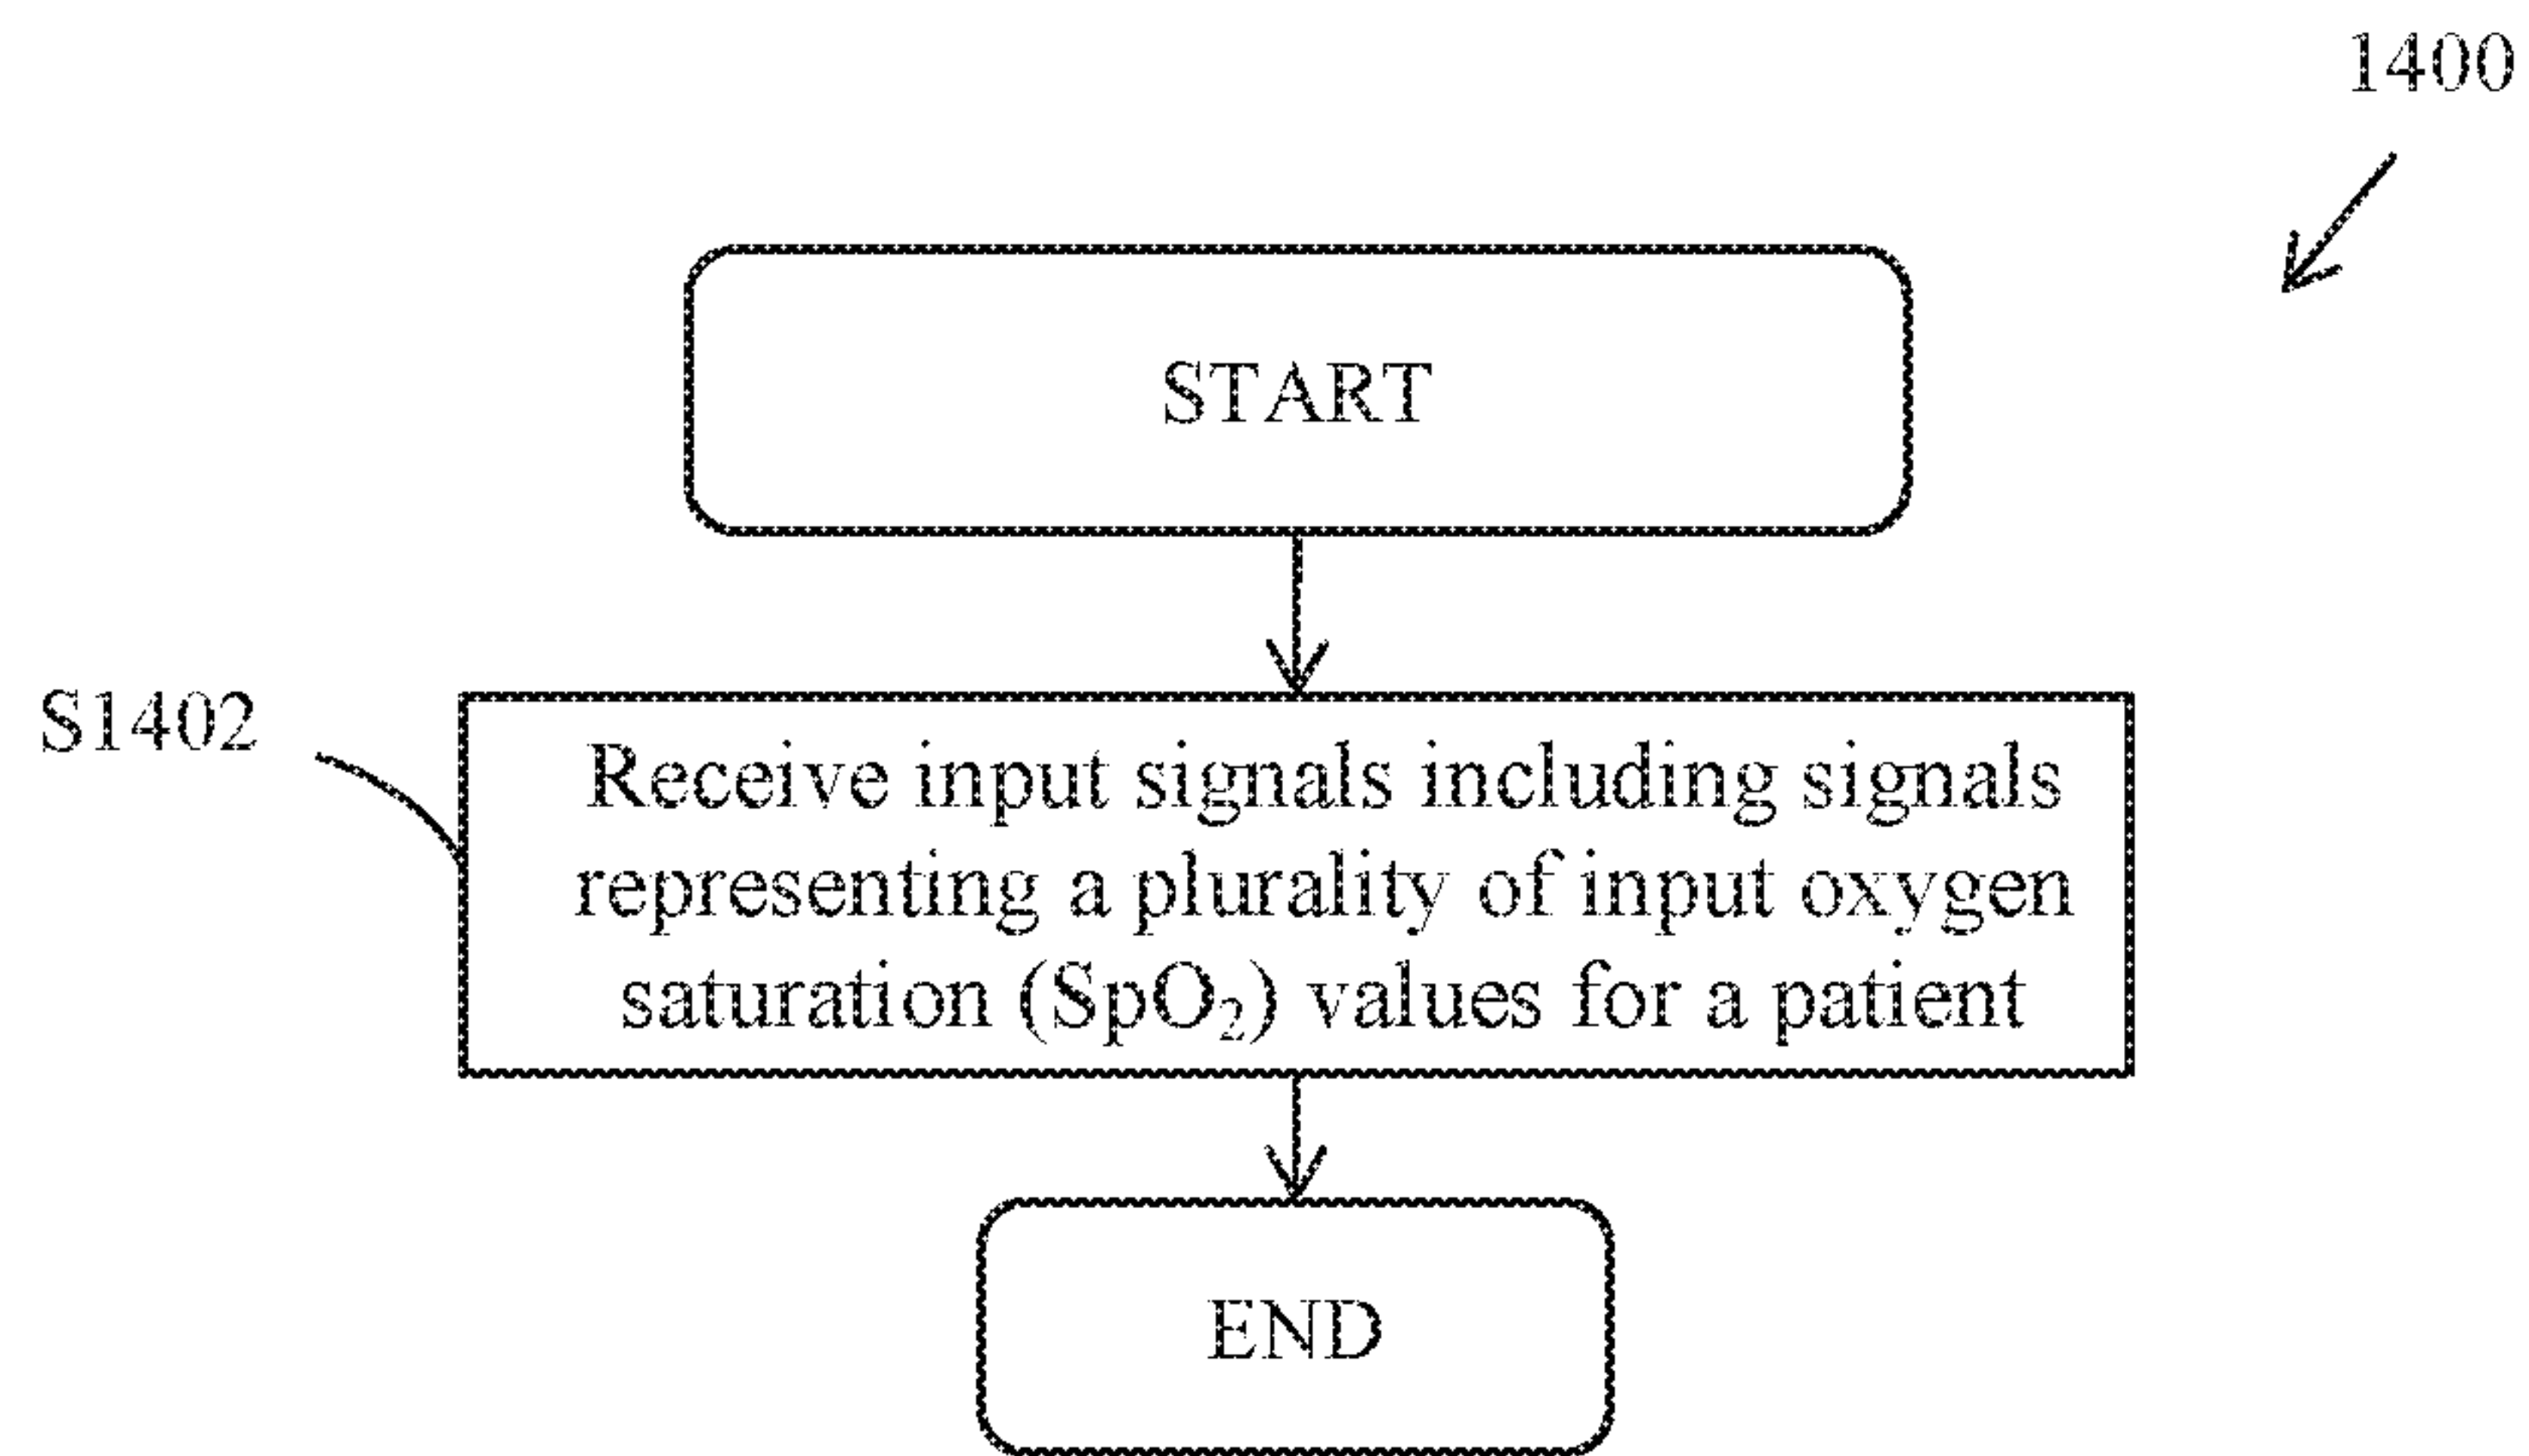 1400
START
S1402
Receive input signals including signals
representing a plurality of input oxygen
saturation (SpO₂) values for a patient
END